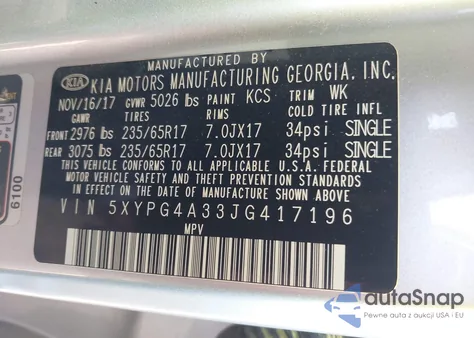 MANUFACTURED BY
KIA KIA MOTORS MANUFACTURING GEORGIA, INC.
NOV/16/17 GVWR 5026 lbs PAINT KCS TRIM WK
GAWR TIRES RIMS COLD TIRE INFL
FRONT 2976 lbs 235/65R17 7.0JX17 34psi SINGLE
REAR 3075 lbs 235/65R17 7.0JX17 34psi SINGLE
THIS VEHICLE CONFORMS TO ALL APPLICABLE U.S.A. FEDERAL
MOTOR VEHICLE SAFETY AND THEFT PREVENTION STANDARDS
IN EFFECT ON THE DATE OF MANUFACTURE SHOWN ABOVE.
VIN 5XYPG4A33JG417196
MPV
6100
autaSnap
Pewne auta z aukcji USA i EU